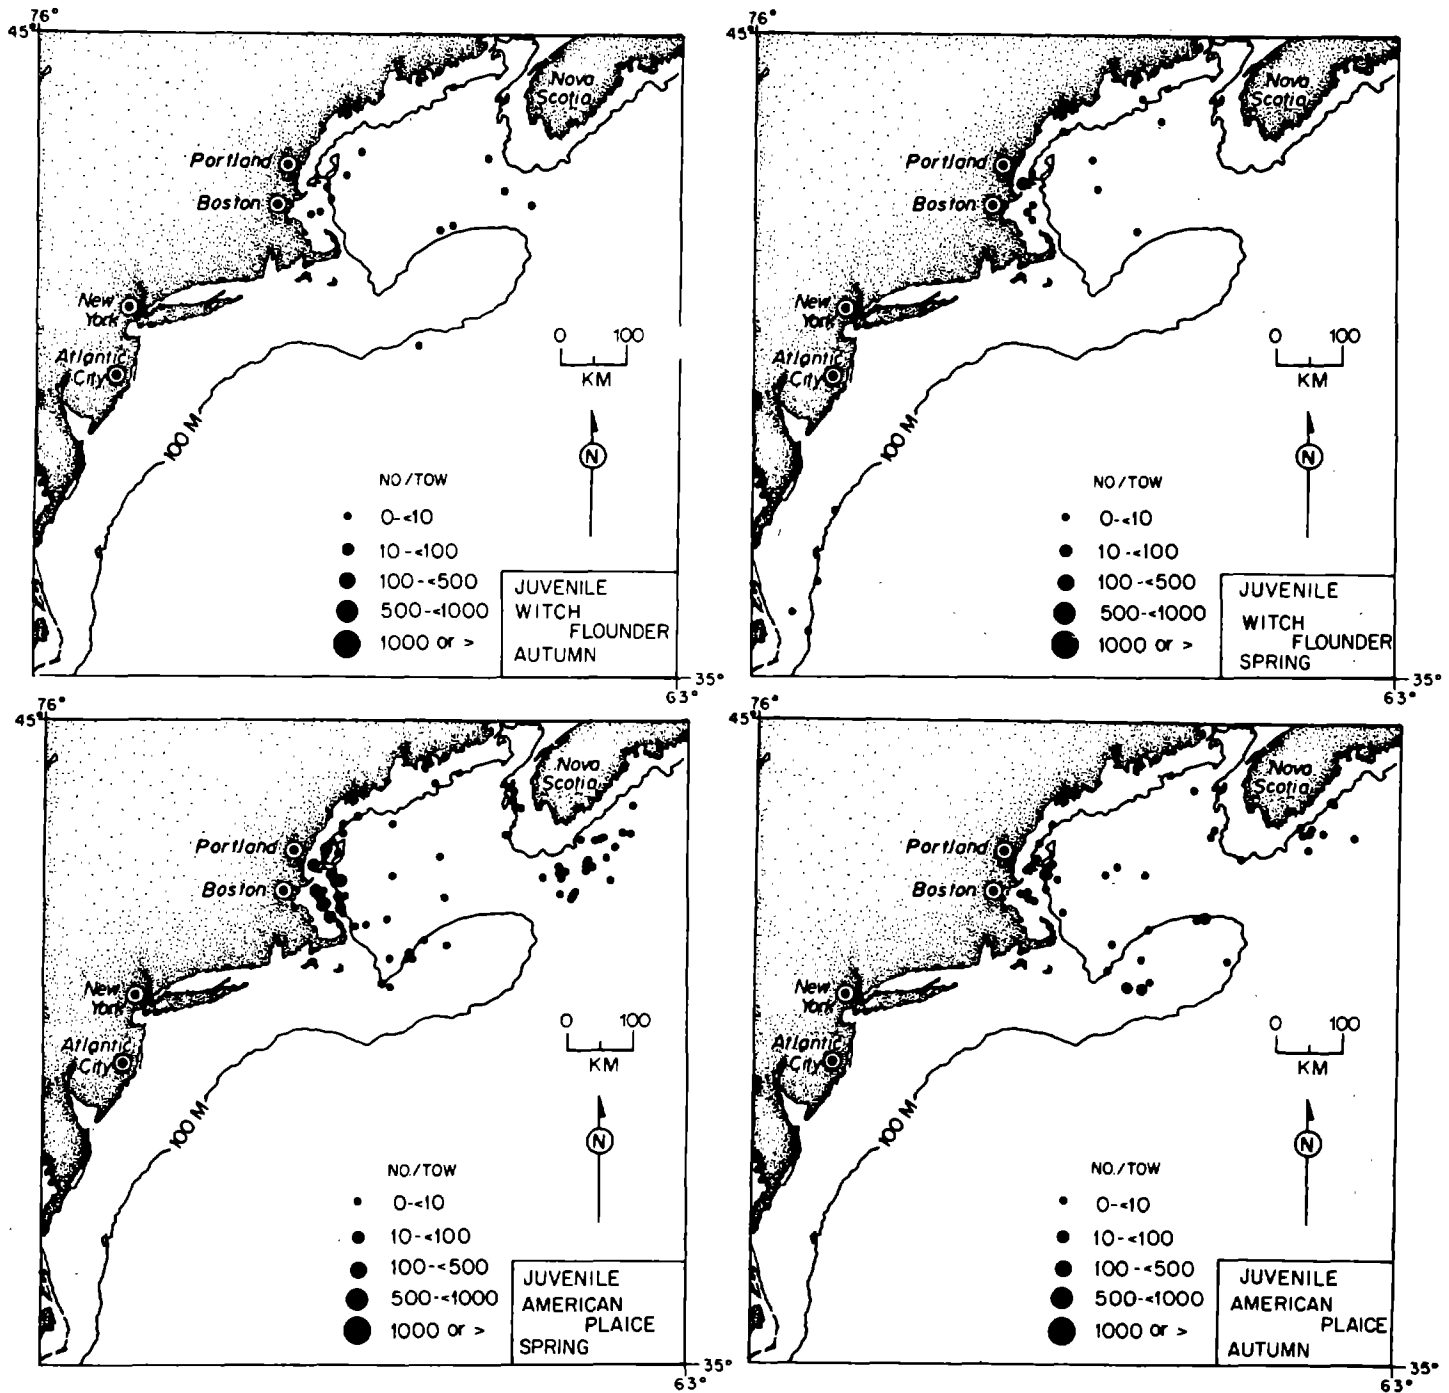 76°
45°
Nova
Scotia
Portland
Boston
New
York
Atlantic
City
0 100
KM
100 M
N
NO./TOW
0-<10
10-<100
100-<500
500-<1000
1000 or >
JUVENILE
WITCH
FLOUNDER
AUTUMN
35°
63°
76°
45°
Nova
Scotia
Portland
Boston
New
York
Atlantic
City
0 100
KM
100 M
N
NO./TOW
0-<10
10-<100
100-<500
500-<1000
1000 or >
JUVENILE
WITCH
FLOUNDER
SPRING
35°
63°
76°
45°
Nova
Scotia
Portland
Boston
New
York
Atlantic
City
0 100
KM
100 M
N
NO./TOW
0-<10
10-<100
100-<500
500-<1000
1000 or >
JUVENILE
AMERICAN
PLAICE
SPRING
35°
63°
76°
45°
Nova
Scotia
Portland
Boston
New
York
Atlantic
City
0 100
KM
100 M
N
NO./TOW
0-<10
10-<100
100-<500
500-<1000
1000 or >
JUVENILE
AMERICAN
PLAICE
AUTUMN
35°
63°